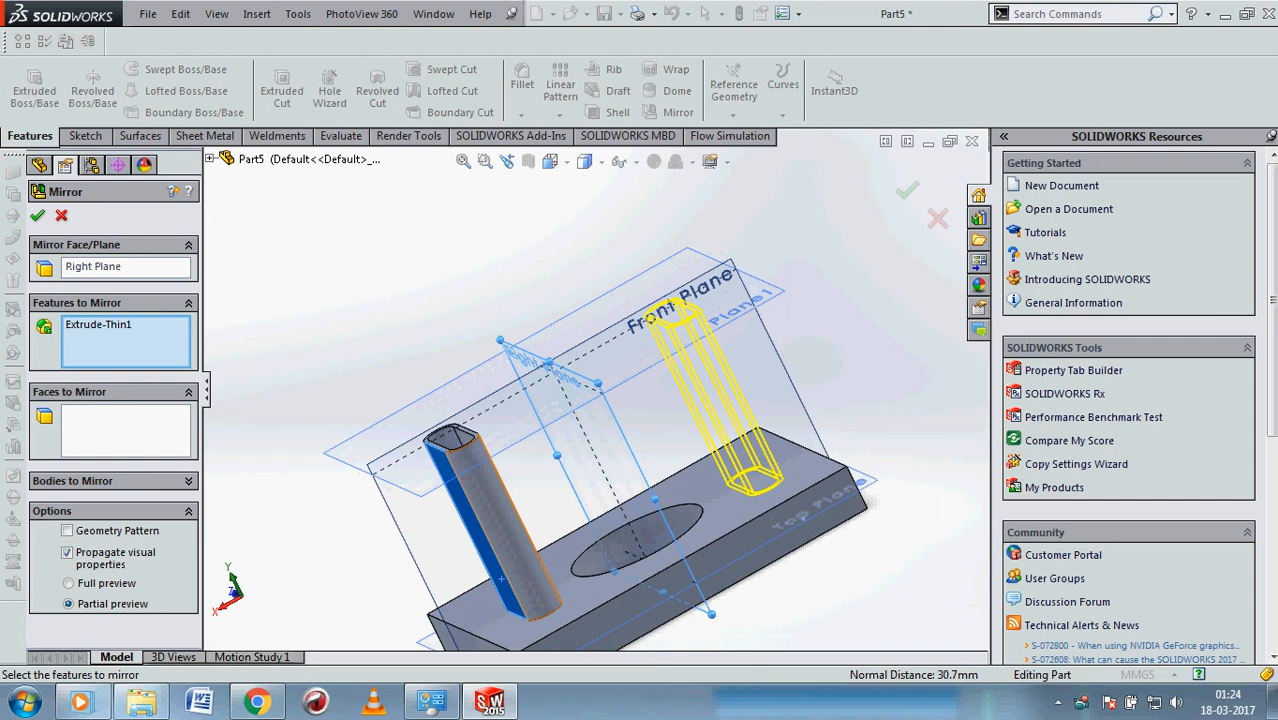 SOLIDWORKS File Edit View Insert Tools PhotoView 360 Window Help Part5 * Search Commands
Extruded Boss/Base
Revolved Boss/Base
Swept Boss/Base
Lofted Boss/Base
Boundary Boss/Base
Extruded Cut
Hole Wizard
Revolved Cut
Swept Cut
Lofted Cut
Boundary Cut
Fillet
Linear Pattern
Rib
Draft
Shell
Wrap
Dome
Mirror
Reference Geometry
Curves
Instant3D
Features Sketch Surfaces Sheet Metal Weldments Evaluate Render Tools SOLIDWORKS Add-Ins SOLIDWORKS MBD Flow Simulation
Part5 (Default<<Default>_...
Mirror
Mirror Face/Plane
Right Plane
Features to Mirror
Extrude-Thin1
Faces to Mirror
Bodies to Mirror
Options
Geometry Pattern
Propagate visual
properties
Full preview
Partial preview
Front Plane
Plane1
Right Plane
Top Plane
Y
Z
X
SOLIDWORKS Resources
Getting Started
New Document
Open a Document
Tutorials
What's New
Introducing SOLIDWORKS
General Information
SOLIDWORKS Tools
Property Tab Builder
SOLIDWORKS Rx
Performance Benchmark Test
Compare My Score
Copy Settings Wizard
My Products
Community
Customer Portal
User Groups
Discussion Forum
Technical Alerts & News
S-072800 - When using NVIDIA GeForce graphics...
S-072608: What can cause the SOLIDWORKS 2017 ...
Model 3D Views Motion Study 1
Select the features to mirror Normal Distance: 30.7mm Editing Part MMGS
SW 2015
01:24
18-03-2017